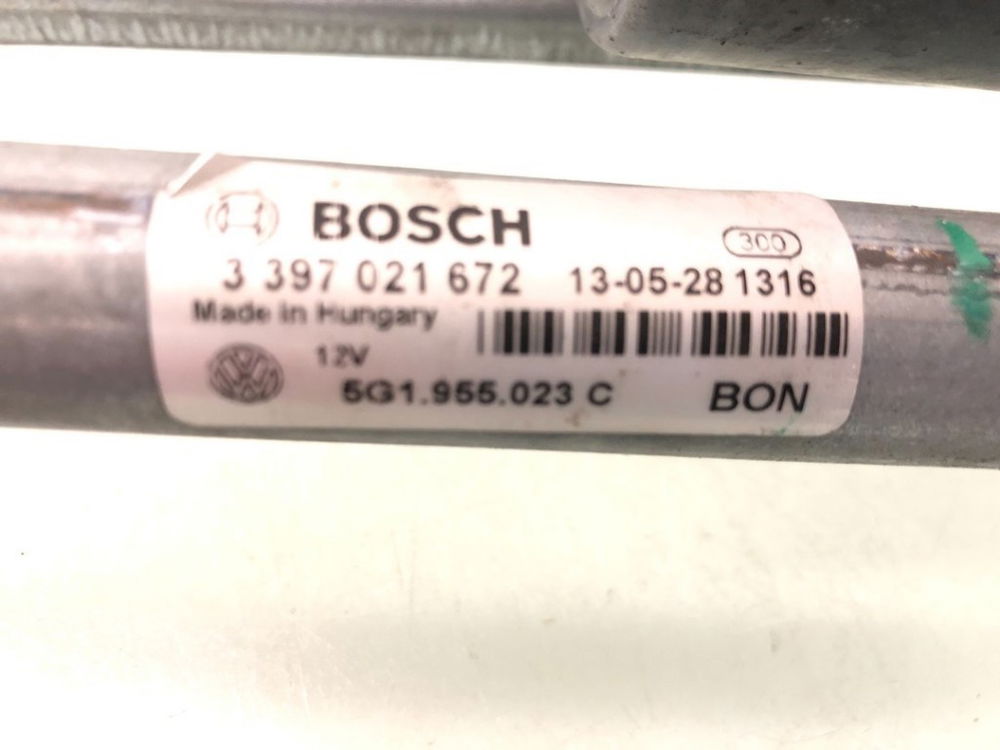 BOSCH
300
3 397 021 672 13-05-28 1316
Made in Hungary
12V
5G1.955.023 C BON